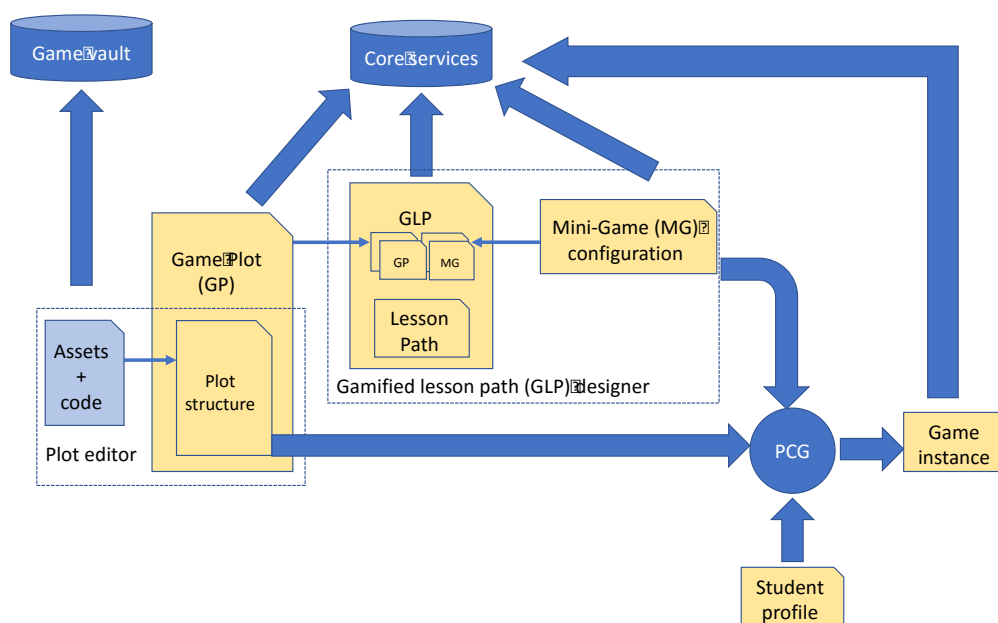 Game vault
Core services
GLP
GP
MG
Mini-Game (MG)
configuration
Game Plot
(GP)
Lesson
Path
Assets
+
code
Plot
structure
Gamified lesson path (GLP) designer
Plot editor
PCG
Game
instance
Student
profile